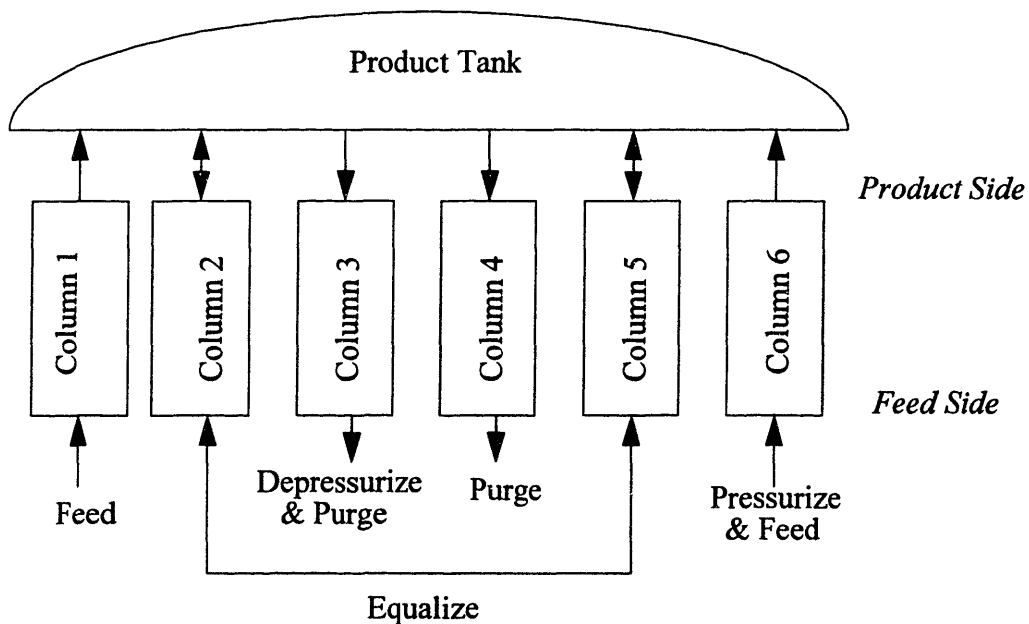 Product Tank
Product Side
Column 1
Column 2
Column 3
Column 4
Column 5
Column 6
Feed Side
Feed
Depressurize
& Purge
Purge
Pressurize
& Feed
Equalize